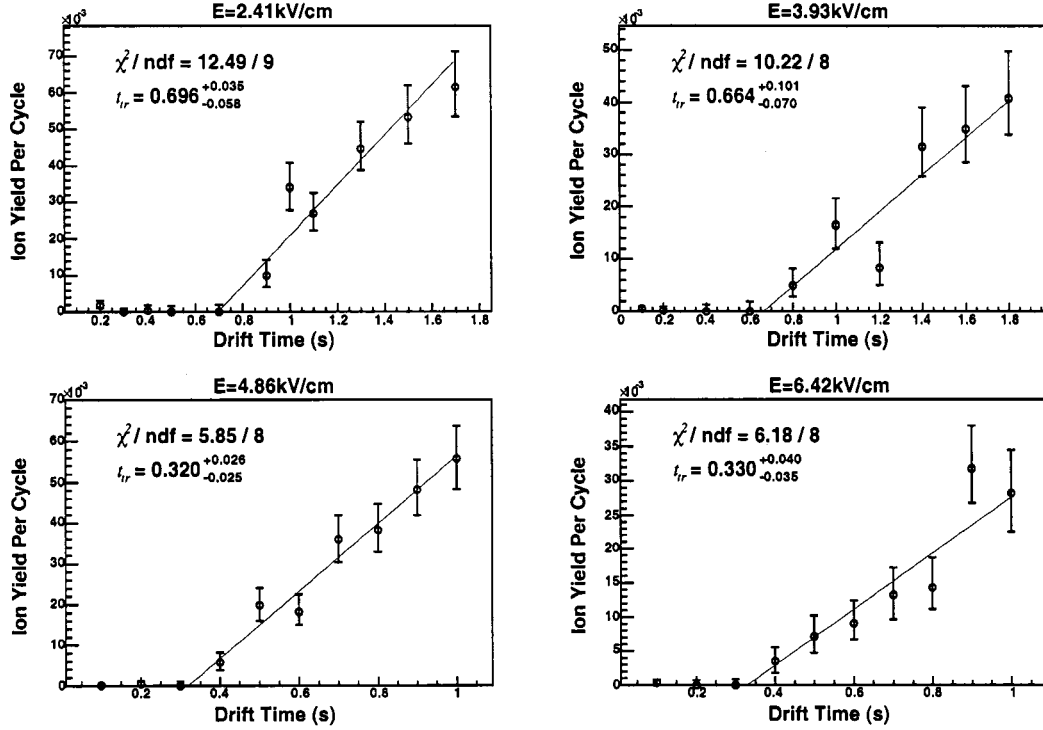 E=2.41kV/cm
×10⁻³
χ²/ ndf = 12.49 / 9
t_tr = 0.696 +0.035 -0.058
Ion Yield Per Cycle
70
60
50
40
30
20
10
0
0.2 0.4 0.6 0.8 1 1.2 1.4 1.6 1.8
Drift Time (s)
E=3.93kV/cm
×10⁻³
χ²/ ndf = 10.22 / 8
t_tr = 0.664 +0.101 -0.070
Ion Yield Per Cycle
50
40
30
20
10
0
0 0.2 0.4 0.6 0.8 1 1.2 1.4 1.6 1.8
Drift Time (s)
E=4.86kV/cm
×10⁻³
χ²/ ndf = 5.85 / 8
t_tr = 0.320 +0.026 -0.025
Ion Yield Per Cycle
70
60
50
40
30
20
10
0
0.2 0.4 0.6 0.8 1
Drift Time (s)
E=6.42kV/cm
×10⁻³
χ²/ ndf = 6.18 / 8
t_tr = 0.330 +0.040 -0.035
Ion Yield Per Cycle
40
35
30
25
20
15
10
5
0
0.2 0.4 0.6 0.8 1
Drift Time (s)